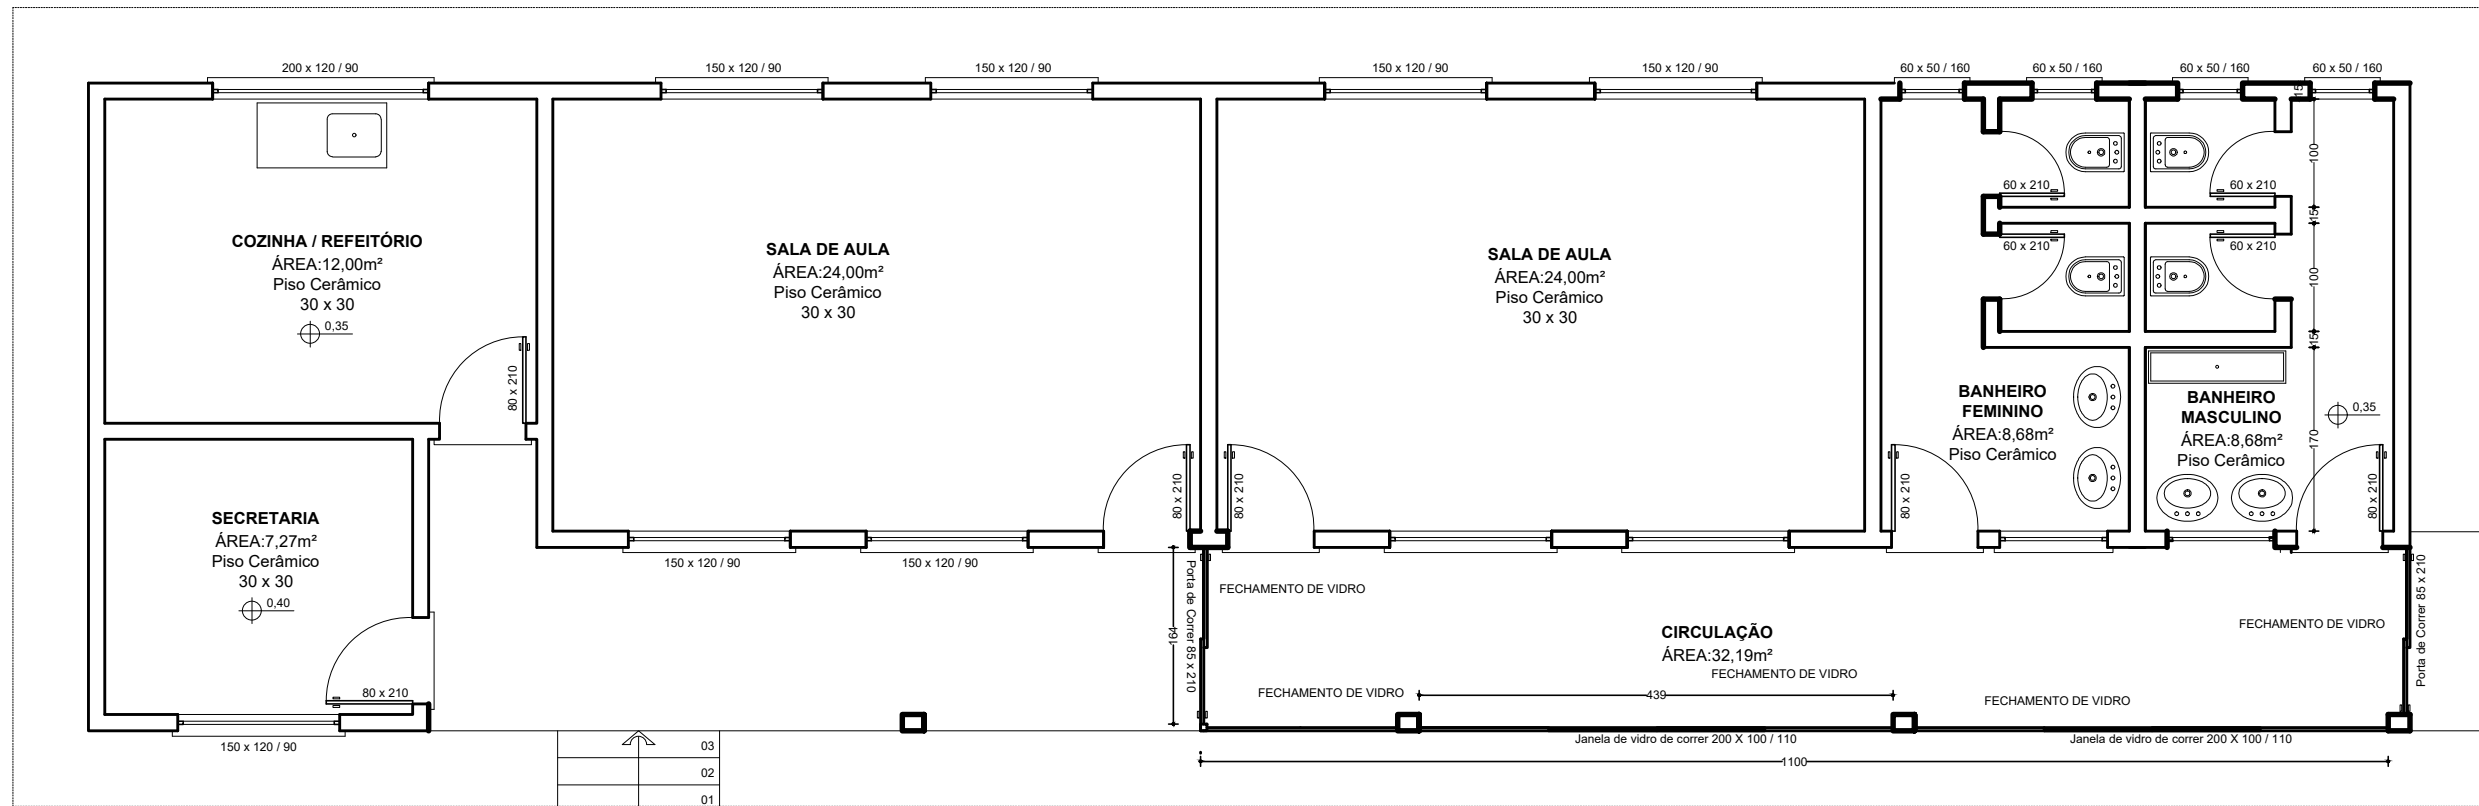 200 x 120 / 90
150 x 120 / 90
150 x 120 / 90
150 x 120 / 90
150 x 120 / 90
60 x 50 / 160
60 x 50 / 160
60 x 50 / 160
60 x 50 / 160
15
100
60 x 210
60 x 210
15
60 x 210
60 x 210
100
15
COZINHA / REFEITÓRIO
ÁREA:12,00m²
Piso Cerâmico
30 x 30
0,35
80 x 210
SALA DE AULA
ÁREA:24,00m²
Piso Cerâmico
30 x 30
80 x 210
SALA DE AULA
ÁREA:24,00m²
Piso Cerâmico
30 x 30
80 x 210
BANHEIRO
FEMININO
ÁREA:8,68m²
Piso Cerâmico
80 x 210
BANHEIRO
MASCULINO
ÁREA:8,68m²
Piso Cerâmico
0,35
170
80 x 210
SECRETARIA
ÁREA:7,27m²
Piso Cerâmico
30 x 30
0,40
80 x 210
150 x 120 / 90
150 x 120 / 90
150 x 120 / 90
164
Porta de Correr 85 x 210
FECHAMENTO DE VIDRO
CIRCULAÇÃO
ÁREA:32,19m²
FECHAMENTO DE VIDRO
FECHAMENTO DE VIDRO
FECHAMENTO DE VIDRO
439
FECHAMENTO DE VIDRO
Porta de Correr 85 x 210
Janela de vidro de correr 200 X 100 / 110
Janela de vidro de correr 200 X 100 / 110
1100
03
02
01